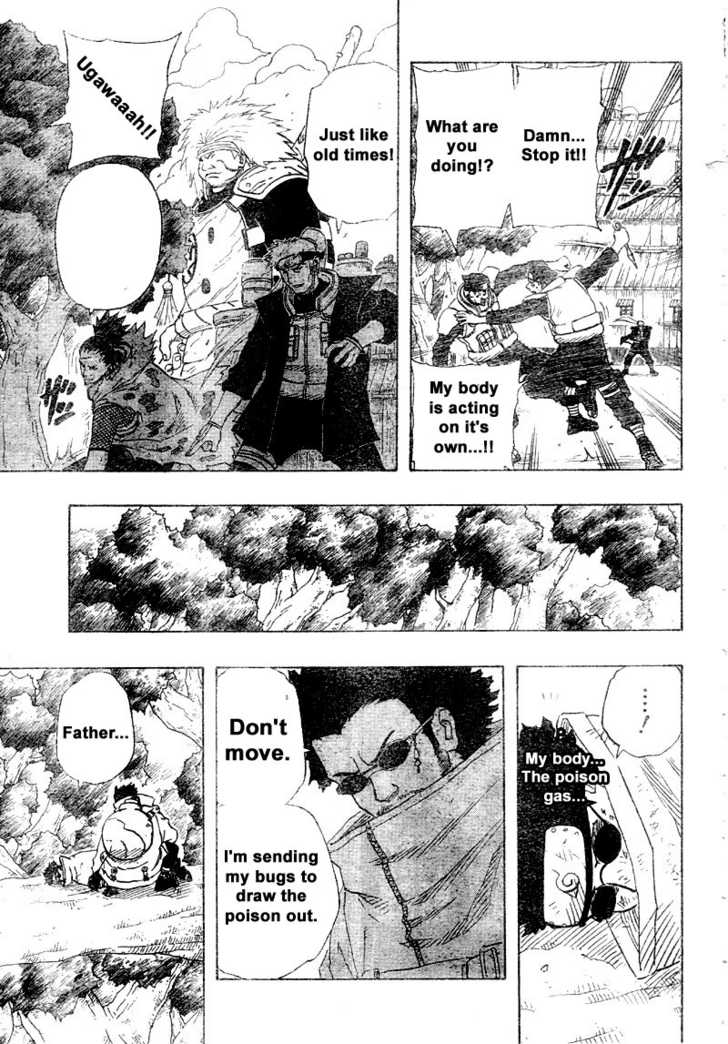 Damn...
Stop it!!
What are
you
doing!?
My body
is acting
on it's
own...!!
Just like
old times!
Ugawaaah!!
.......
My body...
The poison
gas...
Don't
move.
I'm sending
my bugs to
draw the
poison out.
Father...